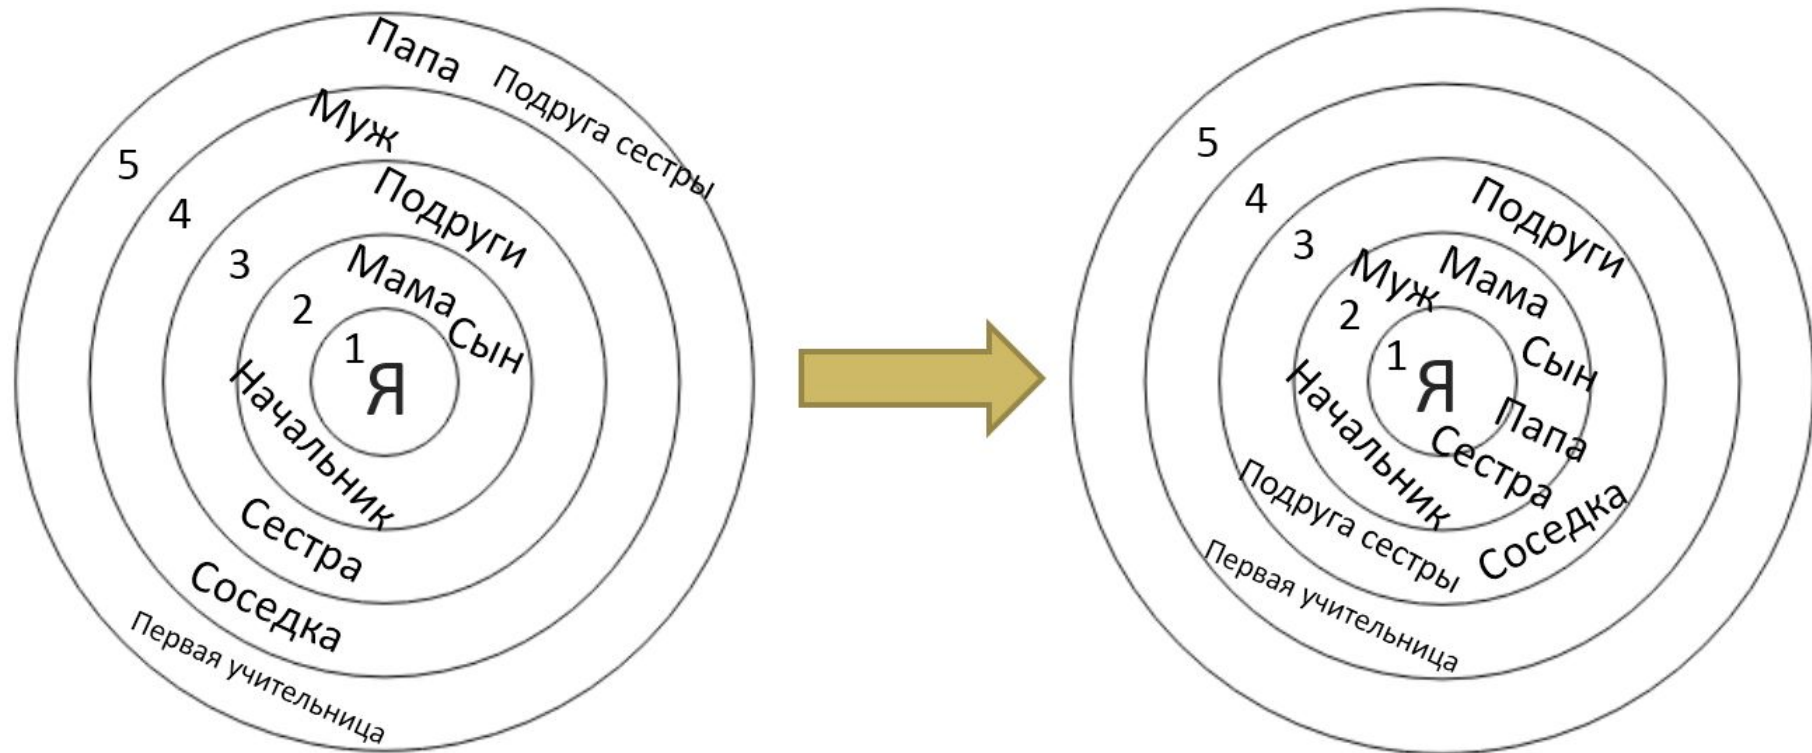 Папа
Подруга сестры
Муж
5
Подруги
4
3
Мама
2
Сын
1
Я
Начальник
Сестра
Соседка
Первая учительница
5
Подруги
4
3
Мама
Муж
2
Сын
1
Я
Начальник
Папа
Сестра
Подруга сестры
Соседка
Первая учительница